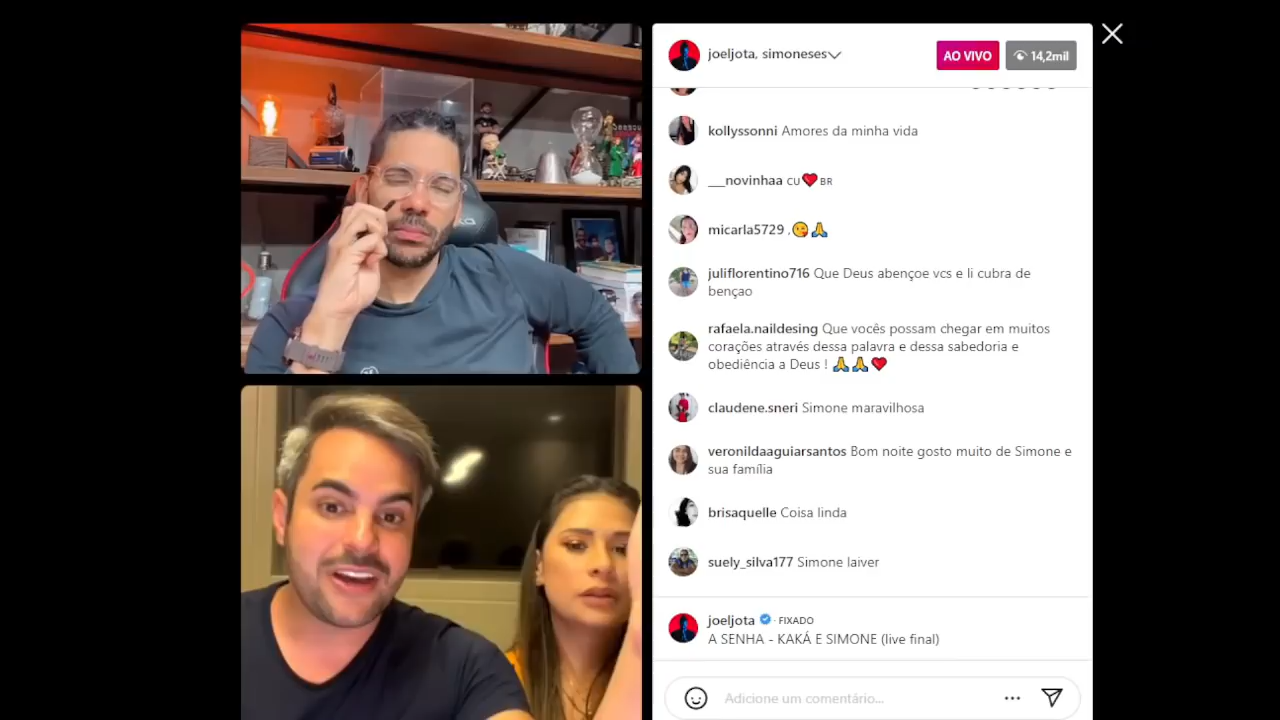 joeljota, simoneses
AO VIVO
14,2mil
kollyssonni Amores da minha vida
___novinhaa CU❤️BR
micarla5729 ,😘🙏
juliflorentino716 Que Deus abençoe vcs e li cubra de
bençao
rafaela.naildesing Que vocês possam chegar em muitos
corações através dessa palavra e dessa sabedoria e
obediência a Deus ! 🙏🙏❤️
claudene.sneri Simone maravilhosa
veronildaaguiarsantos Bom noite gosto muito de Simone e
sua família
brisaquelle Coisa linda
suely_silva177 Simone laiver
joeljota · FIXADO
A SENHA - KAKÁ E SIMONE (live final)
Adicione um comentário...